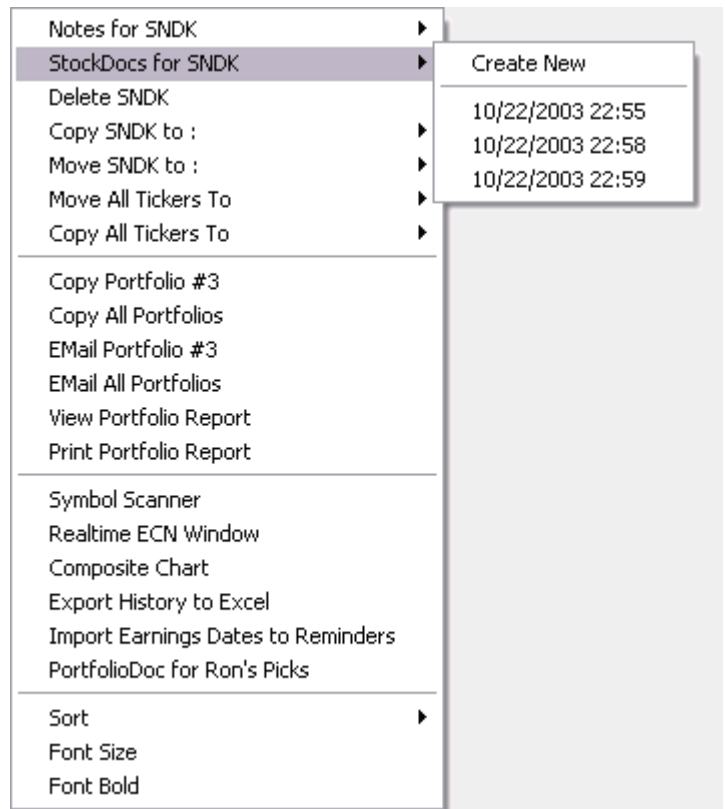 Notes for SNDK
StockDocs for SNDK
Delete SNDK
Copy SNDK to :
Move SNDK to :
Move All Tickers To
Copy All Tickers To
Copy Portfolio #3
Copy All Portfolios
EMail Portfolio #3
EMail All Portfolios
View Portfolio Report
Print Portfolio Report
Symbol Scanner
Realtime ECN Window
Composite Chart
Export History to Excel
Import Earnings Dates to Reminders
PortfolioDoc for Ron's Picks
Sort
Font Size
Font Bold
Create New
10/22/2003 22:55
10/22/2003 22:58
10/22/2003 22:59